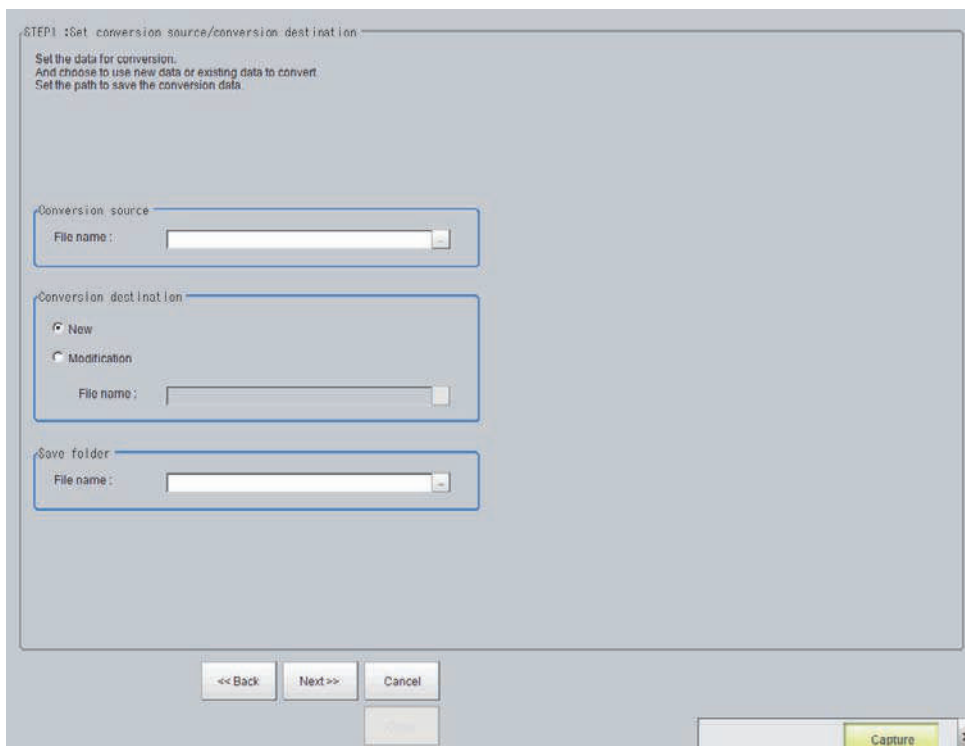 STEP1 :Set conversion source/conversion destination
Set the data for conversion.
And choose to use new data or existing data to convert.
Set the path to save the conversion data.
Conversion source
File name :
...
Conversion destination
New
Modification
File name :
Save folder
File name :
...
<< Back Next >> Cancel
Capture